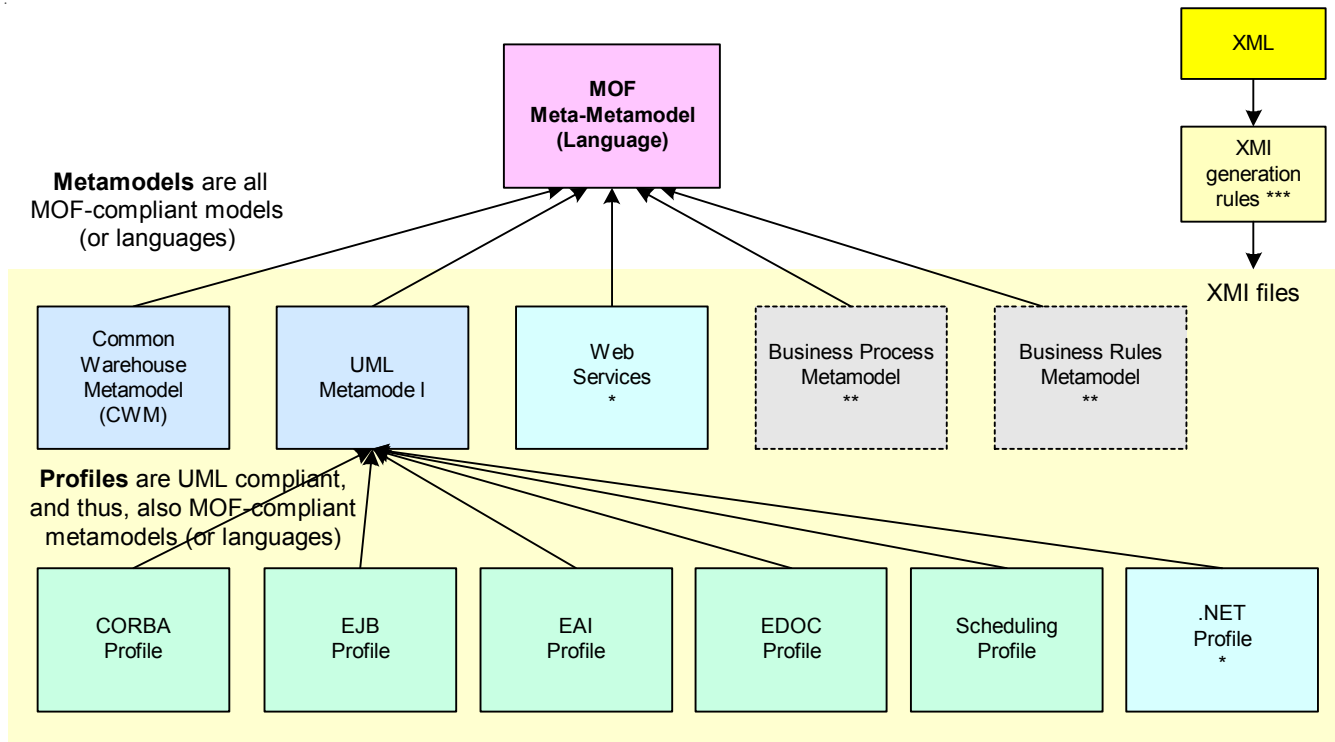 MOF
Meta-Metamodel
(Language)
XML
XMI
generation
rules ***
XMI files
Metamodels are all
MOF-compliant models
(or languages)
Common
Warehouse
Metamodel
(CWM)
UML
Metamode l
Web
Services
*
Business Process
Metamodel
**
Business Rules
Metamodel
**
Profiles are UML compliant,
and thus, also MOF-compliant
metamodels (or languages)
CORBA
Profile
EJB
Profile
EAI
Profile
EDOC
Profile
Scheduling
Profile
.NET
Profile
*